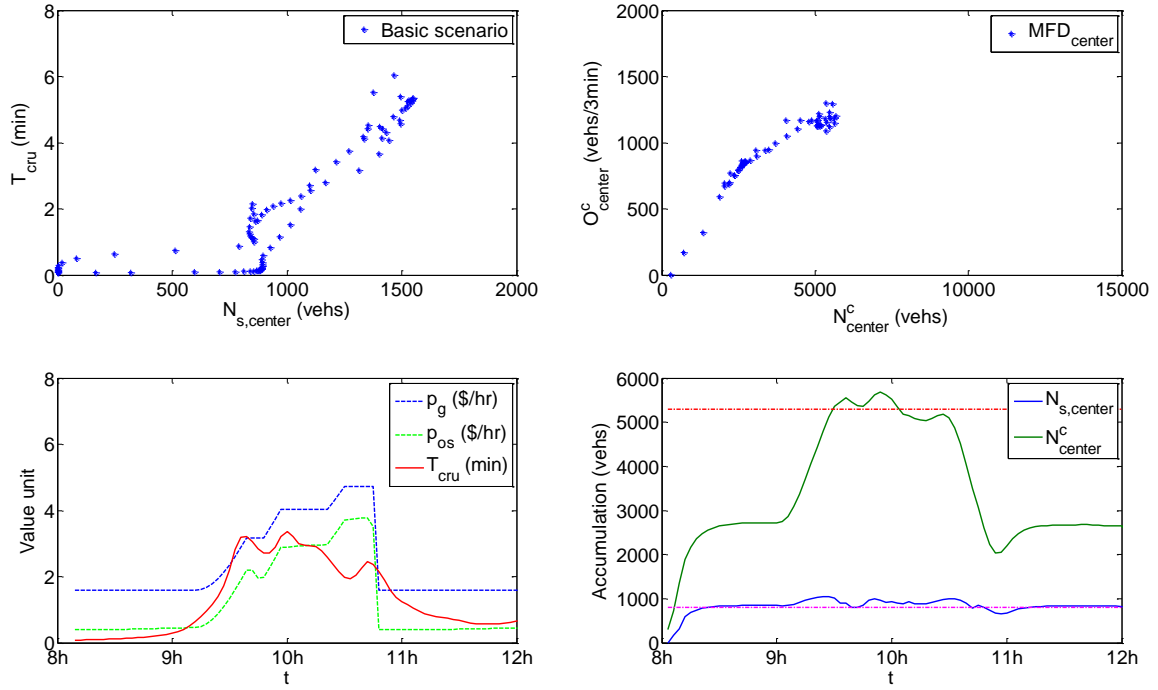 8
6
4
2
0
T_cru (min)
Basic scenario
0 500 1000 1500 2000
N_s,center (vehs)
2000
1500
1000
500
0
O^c_center (vehs/3min)
MFD_center
0 5000 10000 15000
N^c_center (vehs)
8
6
4
2
0
Value unit
p_g ($/hr)
p_os ($/hr)
T_cru (min)
8h 9h 10h 11h 12h
t
6000
5000
4000
3000
2000
1000
0
Accumulation (vehs)
N_s,center
N^c_center
8h 9h 10h 11h 12h
t